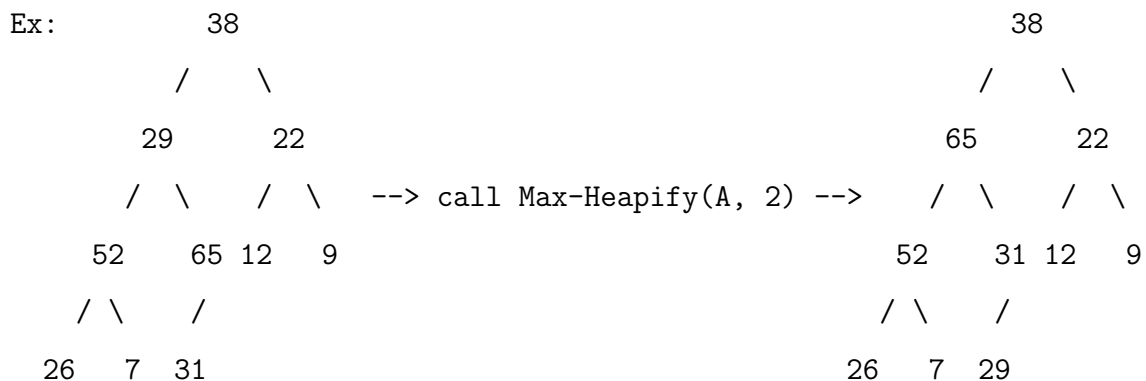 Ex: 38 38
/ \ / \
29 22 65 22
/ \ / \ --> call Max-Heapify(A, 2) --> / \ / \
52 65 12 9 52 31 12 9
/ \ / / \ /
26 7 31 26 7 29